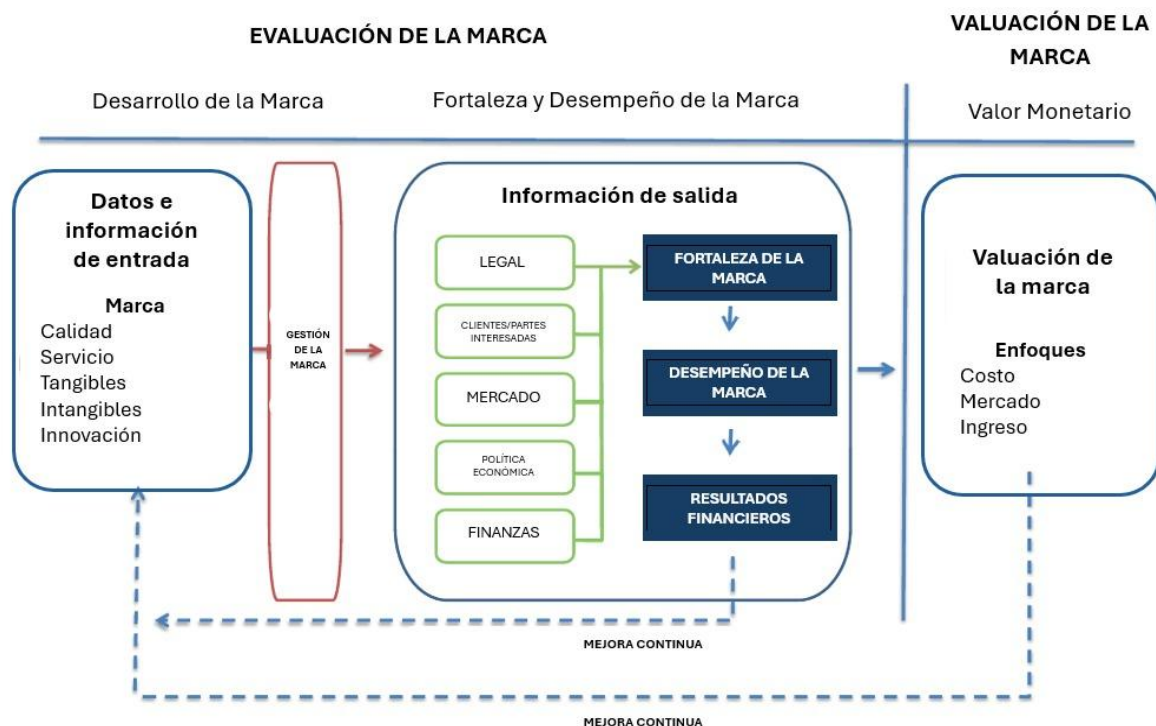 EVALUACIÓN DE LA MARCA
VALUACIÓN DE LA
MARCA
Desarrollo de la Marca
Fortaleza y Desempeño de la Marca
Valor Monetario
Datos e
información
de entrada
Marca
Calidad
Servicio
Tangibles
Intangibles
Innovación
GESTIÓN
DE LA
MARCA
Información de salida
LEGAL
CLIENTES/PARTES
INTERESADAS
MERCADO
POLÍTICA
ECONÓMICA
FINANZAS
FORTALEZA DE LA
MARCA
DESEMPEÑO DE LA
MARCA
RESULTADOS
FINANCIEROS
Valuación de
la marca
Enfoques
Costo
Mercado
Ingreso
MEJORA CONTINUA
MEJORA CONTINUA